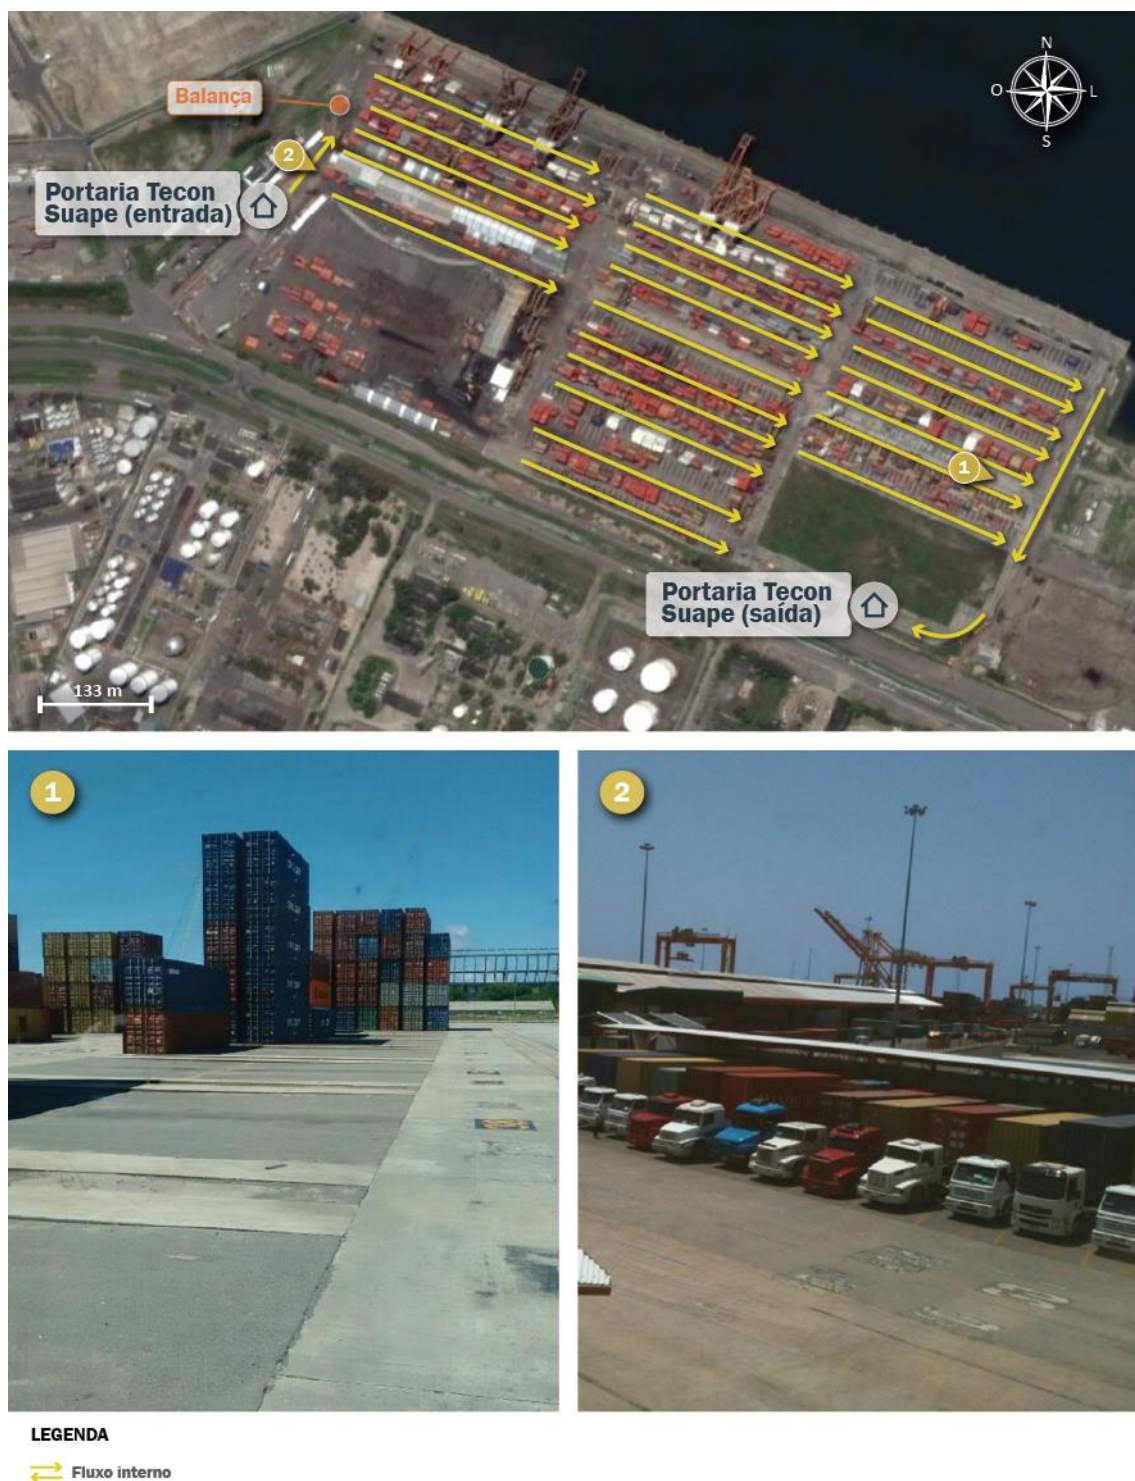 N
O
L
S
Balança
2
Portaria Tecon
Suape (entrada)
1
Portaria Tecon
Suape (saída)
133 m
1
2
LEGENDA
Fluxo interno